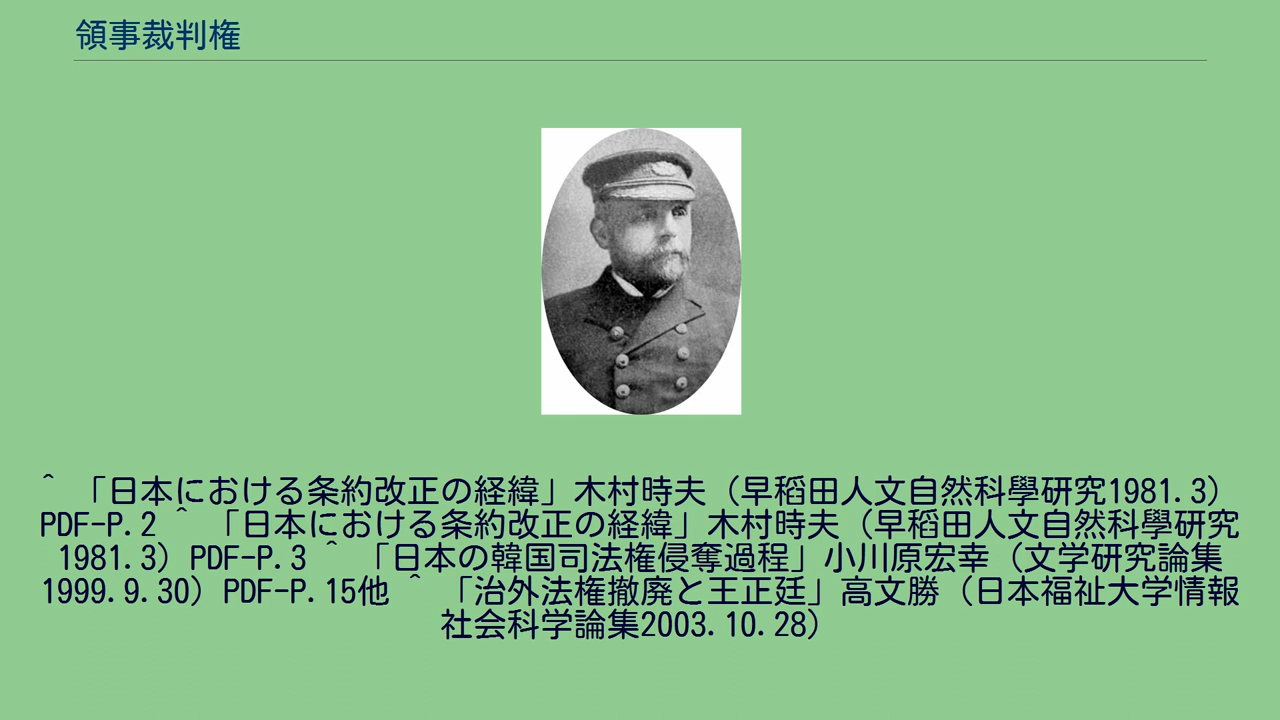 領事裁判権
^ 「日本における条約改正の経緯」木村時夫（早稲田人文自然科學研究1981.3）
PDF-P.2 ^ 「日本における条約改正の経緯」木村時夫（早稲田人文自然科學研究
1981.3）PDF-P.3 ^ 「日本の韓国司法権侵奪過程」小川原宏幸（文学研究論集
1999.9.30）PDF-P.15他 ^ 「治外法権撤廃と王正廷」高文勝（日本福祉大学情報
社会科学論集2003.10.28）